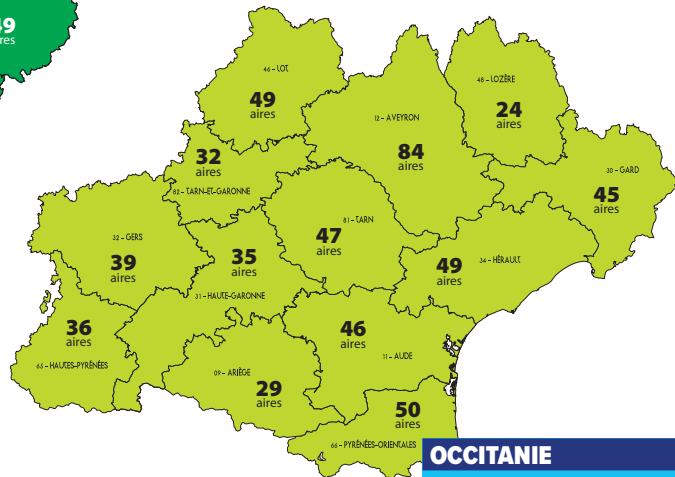 49
aires
46 – LOT
49
aires
48 – LOZÈRE
24
aires
12 – AVEYRON
84
aires
32
aires
82 – TARN-ET-GARONNE
30 – GARD
45
aires
81 – TARN
47
aires
32 – GERS
39
aires
35
aires
31 – HAUTE-GARONNE
34 – HÉRAULT
49
aires
36
aires
65 – HAUTES-PYRÉNÉES
46
aires
11 – AUDE
09 – ARIÈGE
29
aires
50
aires
66 – PYRÉNÉES-ORIENTALES
OCCITANIE